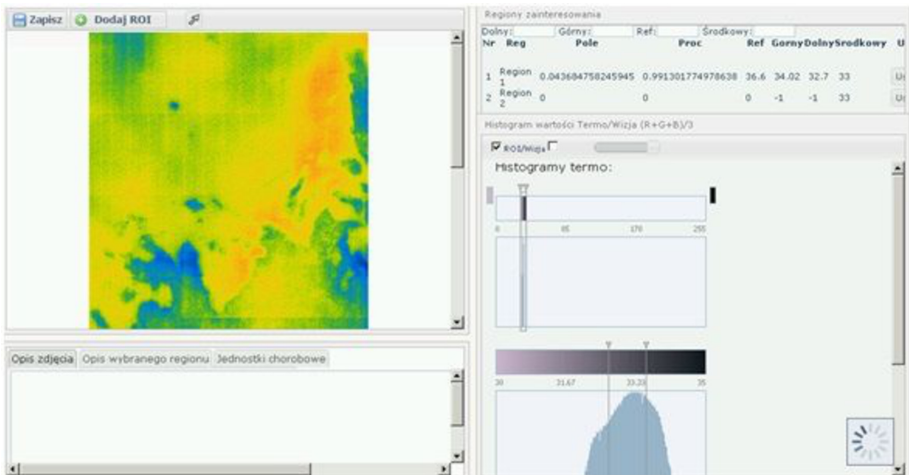 Zapisz Dodaj ROI
Regiony zainteresowania
Dolny: Górny: Ref: Środkowy:
Nr Reg Pole Proc Ref Gorny Dolny Srodkowy U
1 Region 1 0.043684758245945 0.991301774978638 36.6 34.02 32.7 33 Us
2 Region 2 0 0 0 -1 -1 33 Us
Histogram wartości Termo/Wizja (R+G+B)/3
ROI/Wizja
Histogramy termo:
0 85 170 255
30 31.67 33.33 35
Opis zdjęcia Opis wybranego regionu Jednostki chorobowe